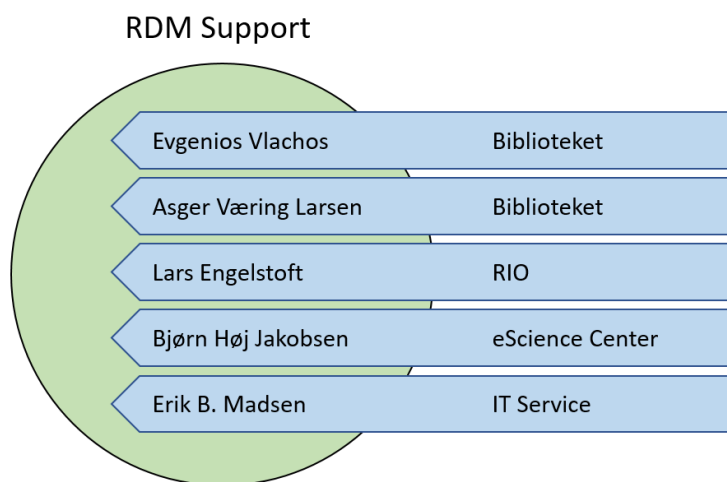 RDM Support
Evgenios Vlachos Biblioteket
Asger Væring Larsen Biblioteket
Lars Engelstoft RIO
Bjørn Høj Jakobsen eScience Center
Erik B. Madsen IT Service